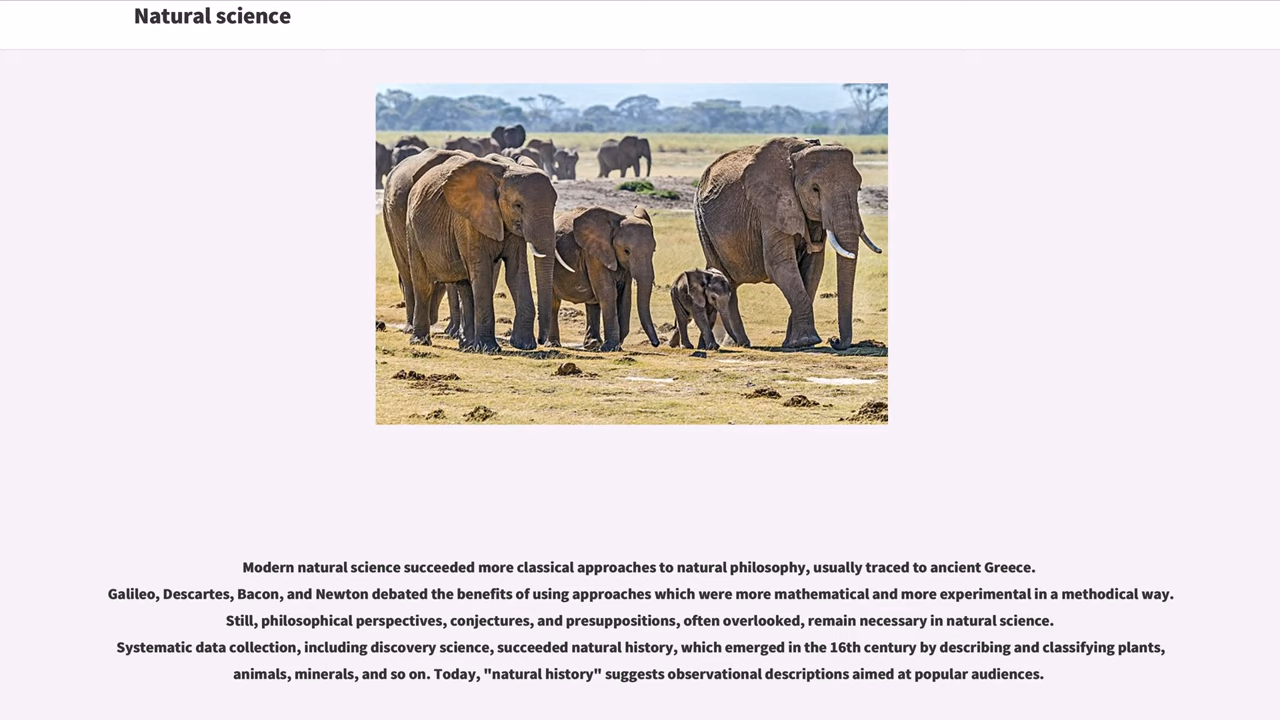 Natural science
Modern natural science succeeded more classical approaches to natural philosophy, usually traced to ancient Greece.
Galileo, Descartes, Bacon, and Newton debated the benefits of using approaches which were more mathematical and more experimental in a methodical way.
Still, philosophical perspectives, conjectures, and presuppositions, often overlooked, remain necessary in natural science.
Systematic data collection, including discovery science, succeeded natural history, which emerged in the 16th century by describing and classifying plants,
animals, minerals, and so on. Today, "natural history" suggests observational descriptions aimed at popular audiences.